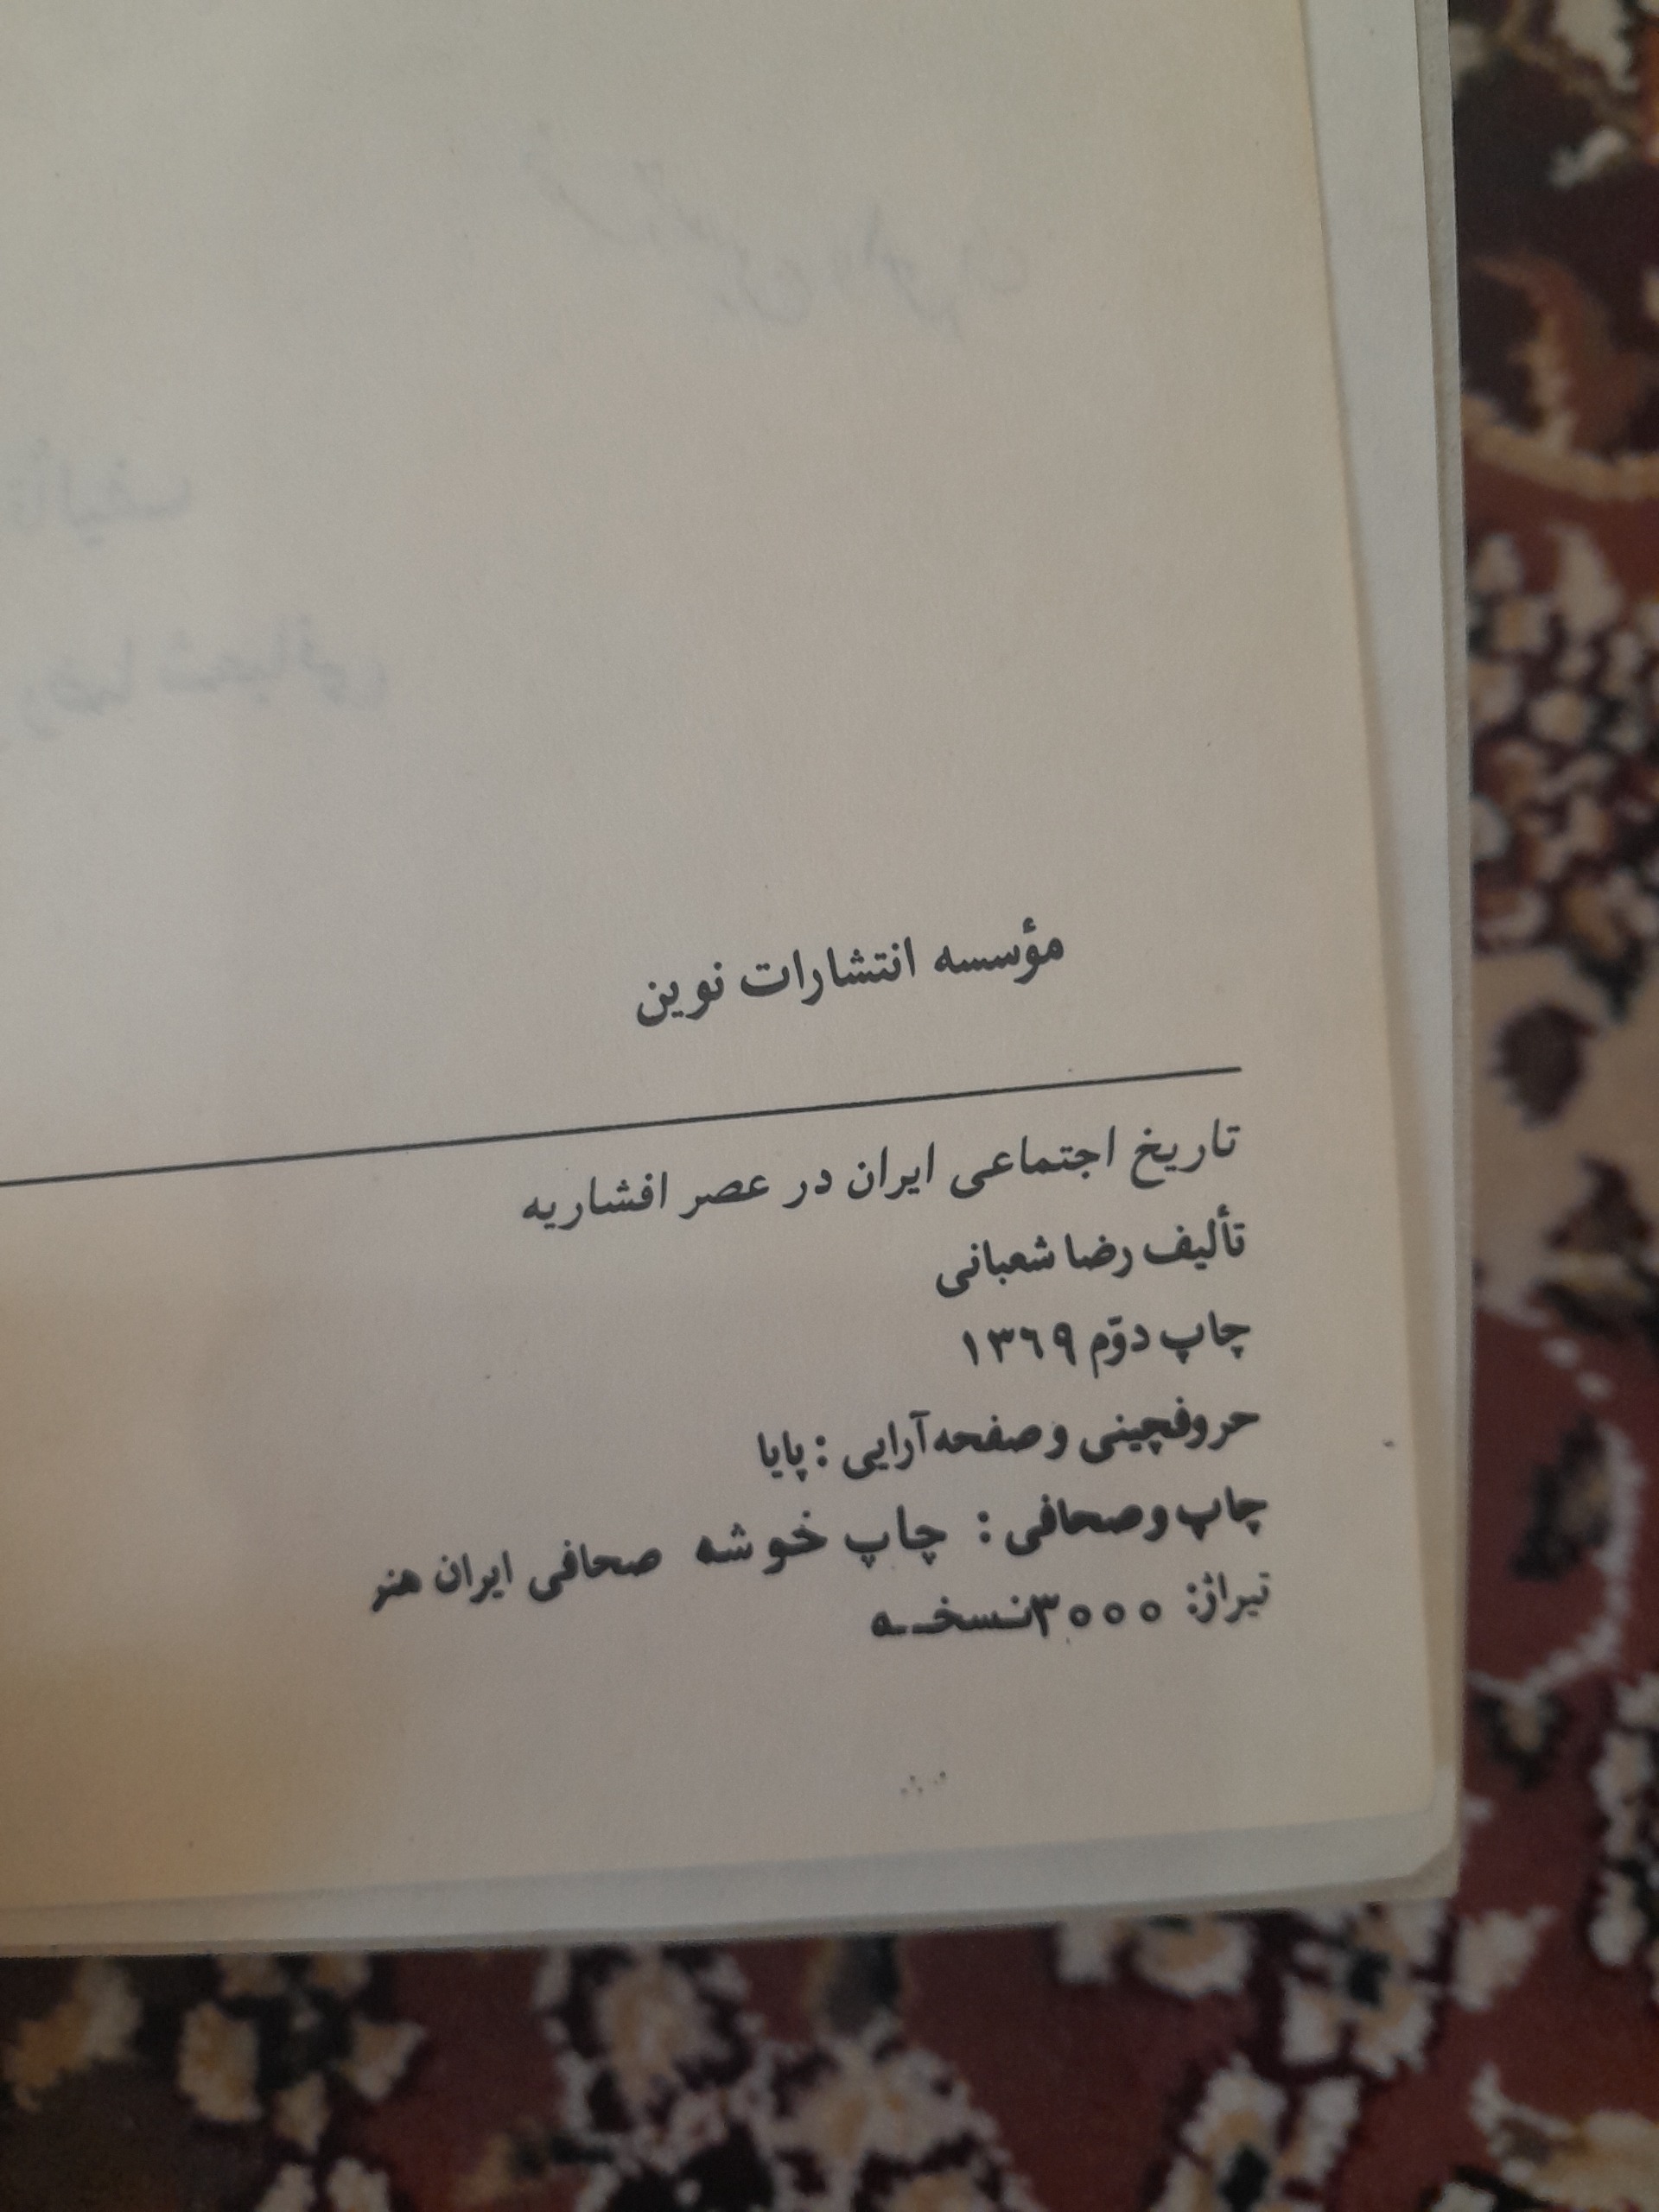 مؤسسه انتشارات نوین
تاریخ اجتماعی ایران در عصر افشاریه
تألیف رضا شعبانی
چاپ دوّم ۱۳۶۹
حروفچینی و صفحه‌آرایی : پایا
چاپ و صحافی : چاپ خوشه صحافی ایران هنر
تیراژ: ۳۰۰۰ نسخه